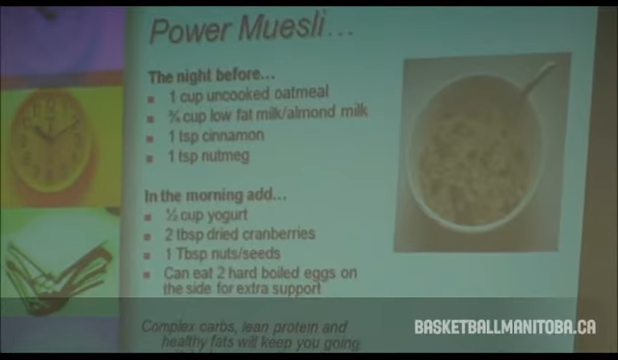 Power Muesli...
The night before...
1 cup uncooked oatmeal
¾ cup low fat milk/almond milk
1 tsp cinnamon
1 tsp nutmeg
In the morning add...
½ cup yogurt
2 tbsp dried cranberries
1 Tbsp nuts/seeds
Can eat 2 hard boiled eggs on
the side for extra support
Complex carbs, lean protein and
healthy fats will keep you going
BASKETBALLMANITOBA.CA